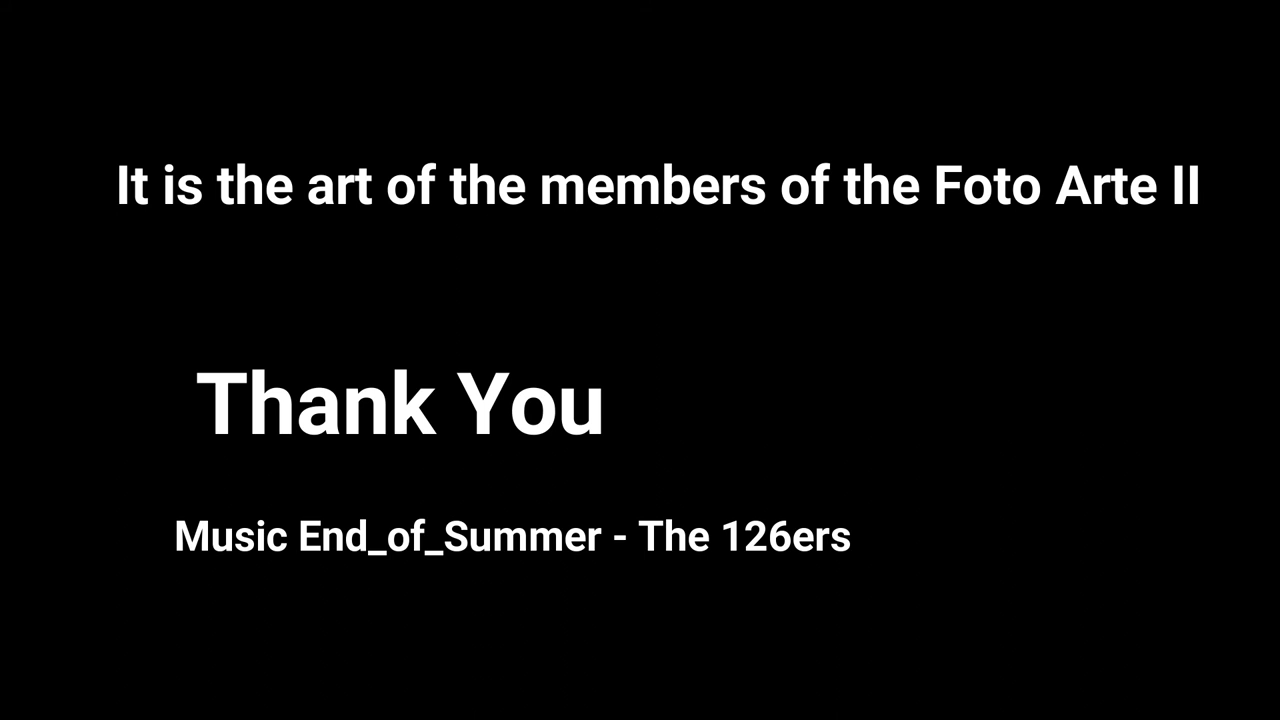 It is the art of the members of the Foto Arte II
Thank You
Music End_of_Summer - The 126ers